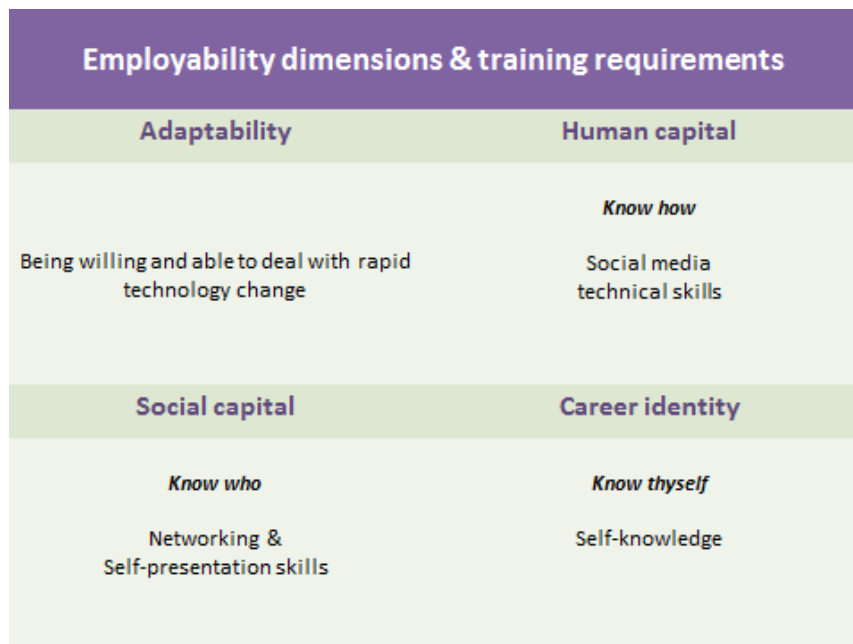 Employability dimensions & training requirements
Adaptability
Human capital
Being willing and able to deal with rapid
technology change
Know how
Social media
technical skills
Social capital
Career identity
Know who
Networking &
Self-presentation skills
Know thyself
Self-knowledge